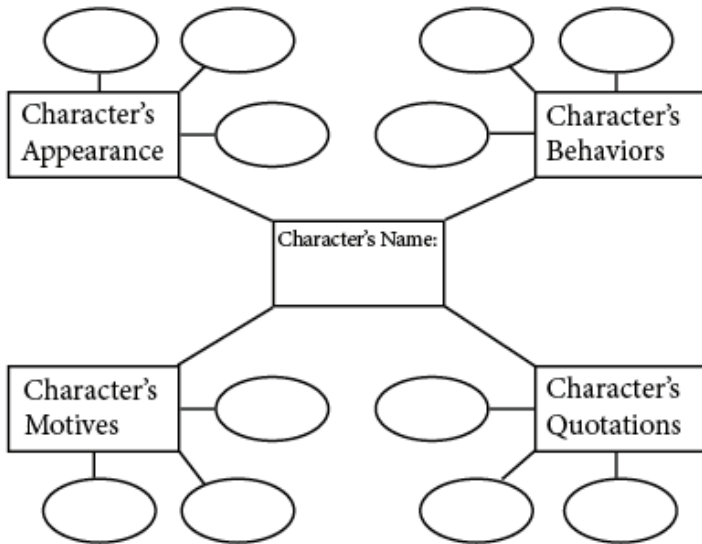 Character's
Appearance
Character's
Behaviors
Character's Name:
Character's
Motives
Character's
Quotations